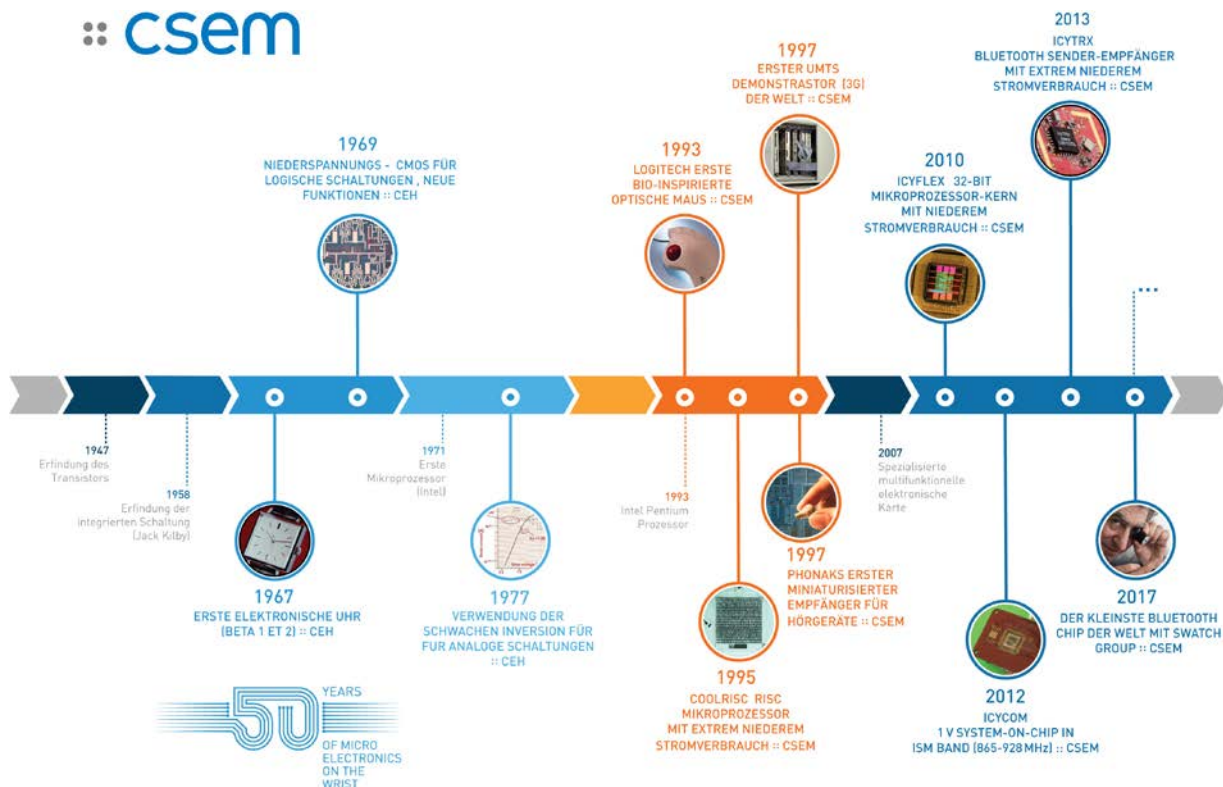 csem
1969
NIEDERSPANNUNGS - CMOS FÜR
LOGISCHE SCHALTUNGEN , NEUE
FUNKTIONEN :: CEH
1993
LOGITECH ERSTE
BIO-INSPIRIERTE
OPTISCHE MAUS :: CSEM
1997
ERSTER UMTS
DEMONSTRASTOR (3G)
DER WELT :: CSEM
2010
ICYFLEX 32-BIT
MIKROPROZESSOR-KERN
MIT NIEDEREM
STROMVERBRAUCH :: CSEM
2013
ICYTRX
BLUETOOTH SENDER-EMPFÄNGER
MIT EXTREM NIEDEREM
STROMVERBRAUCH :: CSEM
...
1947
Erfindung des
Transistors
1958
Erfindung der
integrierten Schaltung
(Jack Kilby)
1967
ERSTE ELEKTRONISCHE UHR
(BETA 1 ET 2) :: CEH
1971
Erste
Mikroprozessor
(Intel)
1977
VERWENDUNG DER
SCHWACHEN INVERSION FÜR
FUR ANALOGE SCHALTUNGEN
:: CEH
1993
Intel Pentium
Prozessor
1995
COOLRISC RISC
MIKROPROZESSOR
MIT EXTREM NIEDEREM
STROMVERBRAUCH :: CSEM
1997
PHONAKS ERSTER
MINIATURISIERTER
EMPFÄNGER FÜR
HÖRGERÄTE :: CSEM
2007
Spezialisierte
multifunktionelle
elektronische
Karte
2012
ICYCOM
1 V SYSTEM-ON-CHIP IN
ISM BAND (865-928 MHz) :: CSEM
2017
DER KLEINSTE BLUETOOTH
CHIP DER WELT MIT SWATCH
GROUP :: CSEM
50 YEARS
OF MICRO
ELECTRONICS
ON THE
WRIST